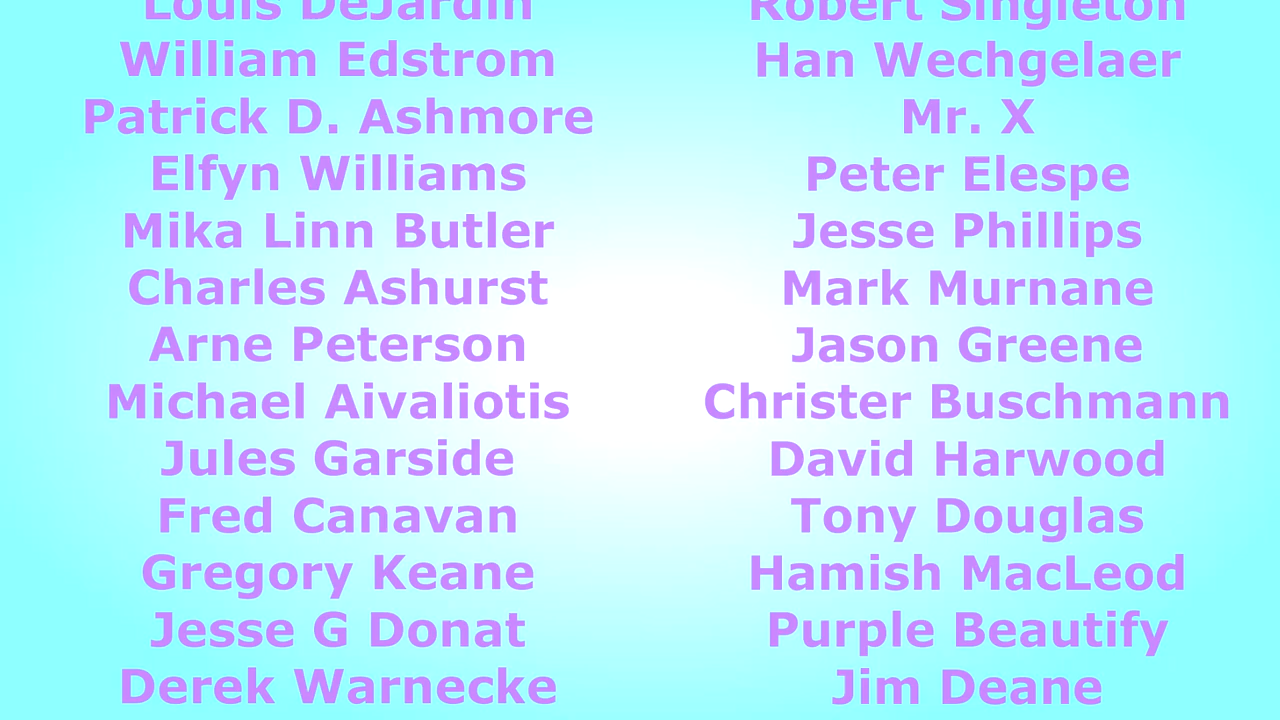 Louis DeJardin
William Edstrom
Patrick D. Ashmore
Elfyn Williams
Mika Linn Butler
Charles Ashurst
Arne Peterson
Michael Aivaliotis
Jules Garside
Fred Canavan
Gregory Keane
Jesse G Donat
Derek Warnecke
Robert Singleton
Han Wechgelaer
Mr. X
Peter Elespe
Jesse Phillips
Mark Murnane
Jason Greene
Christer Buschmann
David Harwood
Tony Douglas
Hamish MacLeod
Purple Beautify
Jim Deane